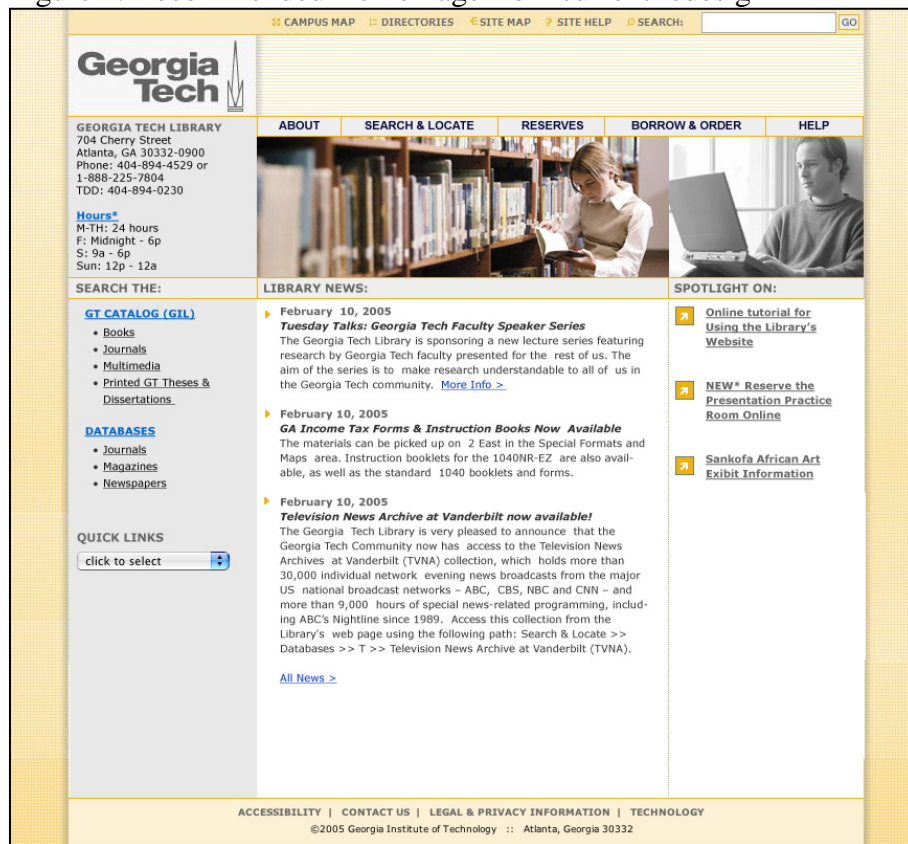 CAMPUS MAP DIRECTORIES SITE MAP ? SITE HELP SEARCH: GO
Georgia
Tech
ABOUT SEARCH & LOCATE RESERVES BORROW & ORDER HELP
GEORGIA TECH LIBRARY
704 Cherry Street
Atlanta, GA 30332-0900
Phone: 404-894-4529 or
1-888-225-7804
TDD: 404-894-0230
Hours*
M-TH: 24 hours
F: Midnight - 6p
S: 9a - 6p
Sun: 12p - 12a
SEARCH THE:
GT CATALOG (GIL)
• Books
• Journals
• Multimedia
• Printed GT Theses &
Dissertations
DATABASES
• Journals
• Magazines
• Newspapers
QUICK LINKS
click to select
LIBRARY NEWS:
February 10, 2005
Tuesday Talks: Georgia Tech Faculty Speaker Series
The Georgia Tech Library is sponsoring a new lecture series featuring
research by Georgia Tech faculty presented for the rest of us. The
aim of the series is to make research understandable to all of us in
the Georgia Tech community. More Info >
February 10, 2005
GA Income Tax Forms & Instruction Books Now Available
The materials can be picked up on 2 East in the Special Formats and
Maps area. Instruction booklets for the 1040NR-EZ are also avail-
able, as well as the standard 1040 booklets and forms.
February 10, 2005
Television News Archive at Vanderbilt now available!
The Georgia Tech Library is very pleased to announce that the
Georgia Tech Community now has access to the Television News
Archives at Vanderbilt (TVNA) collection, which holds more than
30,000 individual network evening news broadcasts from the major
US national broadcast networks – ABC, CBS, NBC and CNN – and
more than 9,000 hours of special news-related programming, includ-
ing ABC's Nightline since 1989. Access this collection from the
Library's web page using the following path: Search & Locate >>
Databases >> T >> Television News Archive at Vanderbilt (TVNA).
All News >
SPOTLIGHT ON:
Online tutorial for
Using the Library's
Website
NEW* Reserve the
Presentation Practice
Room Online
Sankofa African Art
Exibit Information
ACCESSIBILITY | CONTACT US | LEGAL & PRIVACY INFORMATION | TECHNOLOGY
©2005 Georgia Institute of Technology :: Atlanta, Georgia 30332